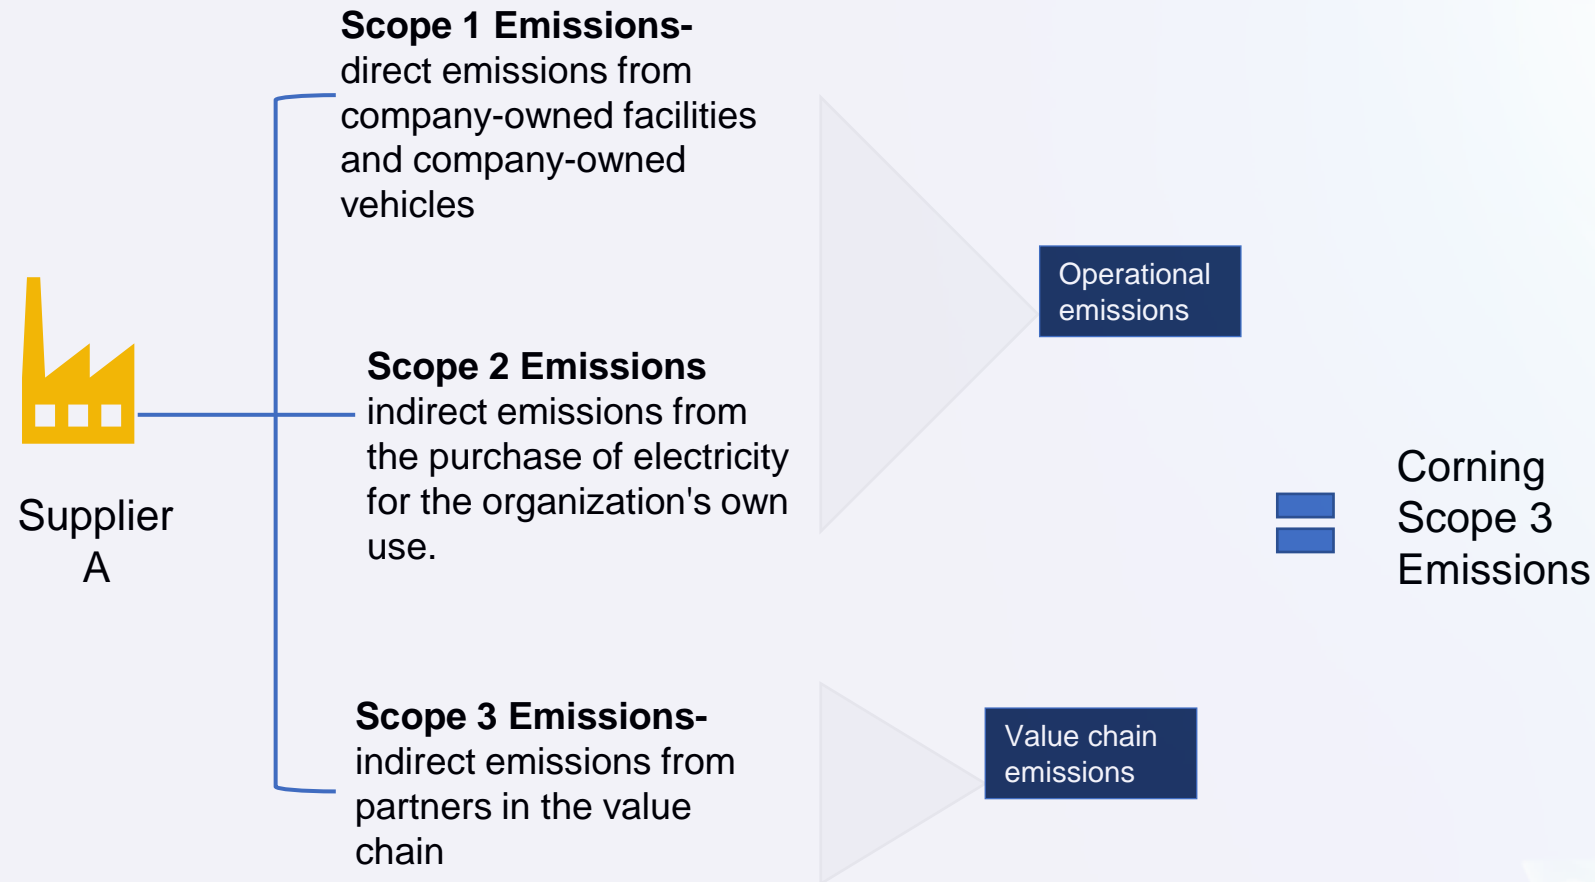 Scope 1 Emissions-
direct emissions from
company-owned facilities
and company-owned
vehicles
Operational
emissions
Scope 2 Emissions
indirect emissions from
the purchase of electricity
for the organization's own
use.
Supplier
A
Corning
Scope 3
Emissions
Scope 3 Emissions-
indirect emissions from
partners in the value
chain
Value chain
emissions